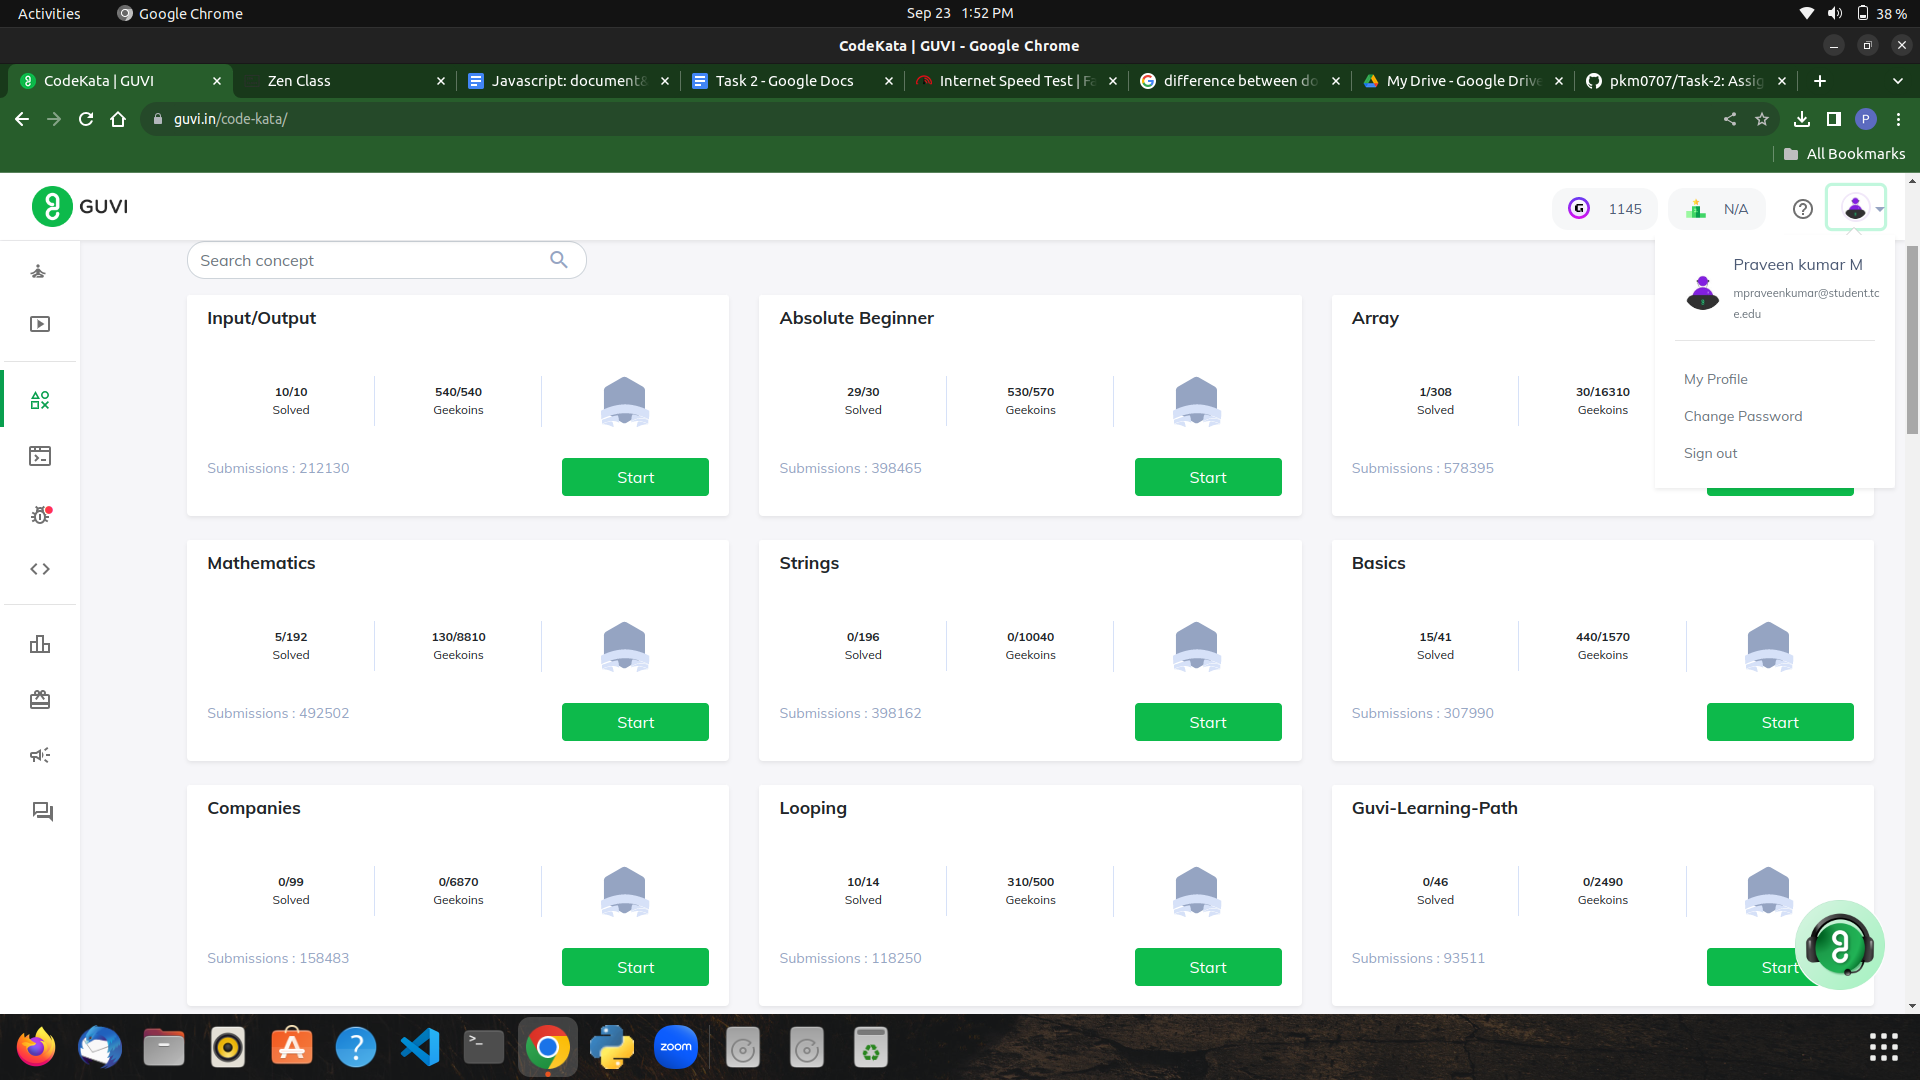 Activities
Google Chrome
Sep 23 1:52 PM
38 %
CodeKata | GUVI - Google Chrome
CodeKata | GUVI
Zen Class
Javascript: document&
Task 2 - Google Docs
Internet Speed Test | Fa
difference between do
My Drive - Google Drive
pkm0707/Task-2: Assig
guvi.in/code-kata/
P
All Bookmarks
GUVI
1145
N/A
Search concept
Praveen kumar M
mpraveenkumar@student.tc
e.edu
My Profile
Change Password
Sign out
Input/Output
10/10
Solved
540/540
Geekoins
Submissions : 212130
Start
Absolute Beginner
29/30
Solved
530/570
Geekoins
Submissions : 398465
Start
Array
1/308
Solved
30/16310
Geekoins
Submissions : 578395
Mathematics
5/192
Solved
130/8810
Geekoins
Submissions : 492502
Start
Strings
0/196
Solved
0/10040
Geekoins
Submissions : 398162
Start
Basics
15/41
Solved
440/1570
Geekoins
Submissions : 307990
Start
Companies
0/99
Solved
0/6870
Geekoins
Submissions : 158483
Start
Looping
10/14
Solved
310/500
Geekoins
Submissions : 118250
Start
Guvi-Learning-Path
0/46
Solved
0/2490
Geekoins
Submissions : 93511
Start
zoom